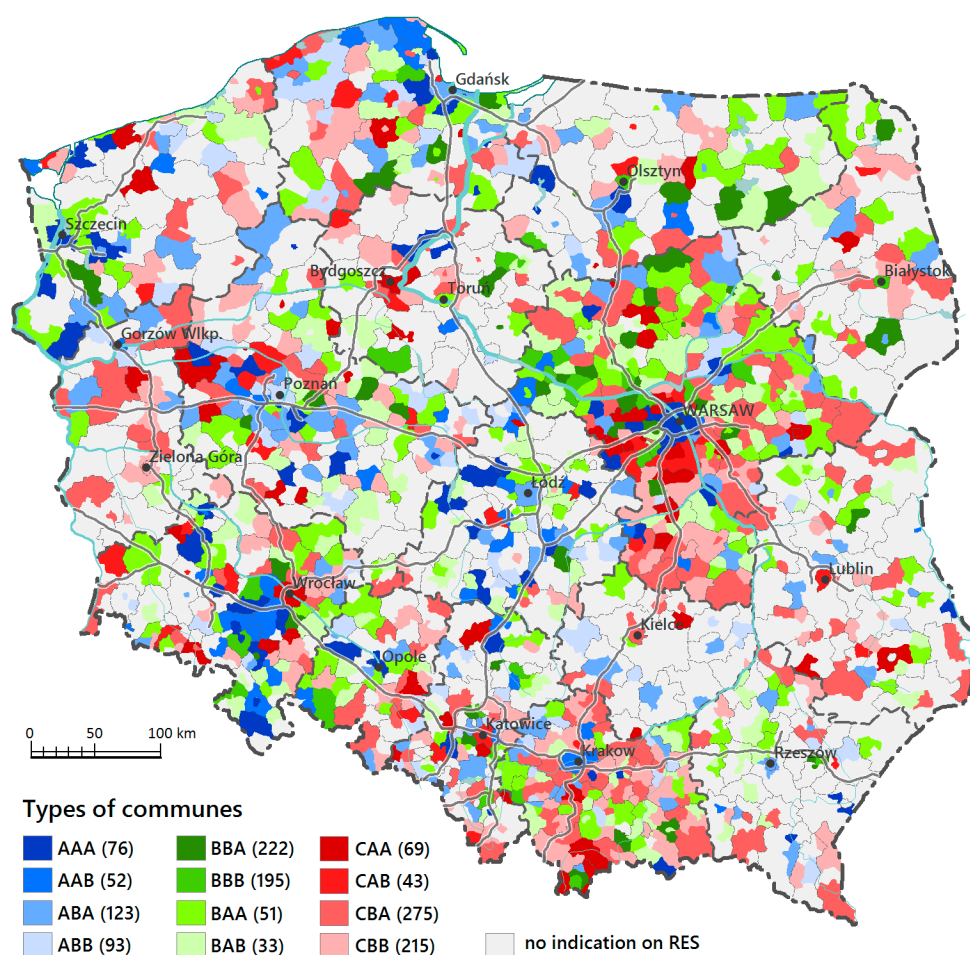 Gdańsk
Olsztyn
Szczecin
Bydgoszcz
Białystok
Toruń
Gorzów Wlkp.
Poznań
WARSAW
Zielona Góra
Łódź
Wrocław
Lublin
Kielce
Opole
Katowice
Krakow
Rzeszów
0 50 100 km
Types of communes
AAA (76) BBA (222) CAA (69)
AAB (52) BBB (195) CAB (43)
ABA (123) BAA (51) CBA (275)
ABB (93) BAB (33) CBB (215) no indication on RES